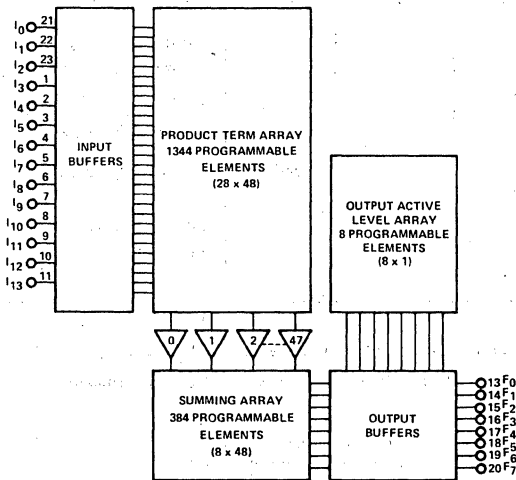 I0 21
I1 22
I2 23
I3 1
I4 2
I5 3
I6 4
I7 5
I8 6
I9 7
I10 8
I11 9
I12 10
I13 11
INPUT
BUFFERS
PRODUCT TERM ARRAY
1344 PROGRAMMABLE
ELEMENTS
(28 x 48)
OUTPUT ACTIVE
LEVEL ARRAY
8 PROGRAMMABLE
ELEMENTS
(8 x 1)
0 1 2 47
SUMMING ARRAY
384 PROGRAMMABLE
ELEMENTS
(8 x 48)
OUTPUT
BUFFERS
13 F0
14 F1
15 F2
16 F3
17 F4
18 F5
19 F6
20 F7